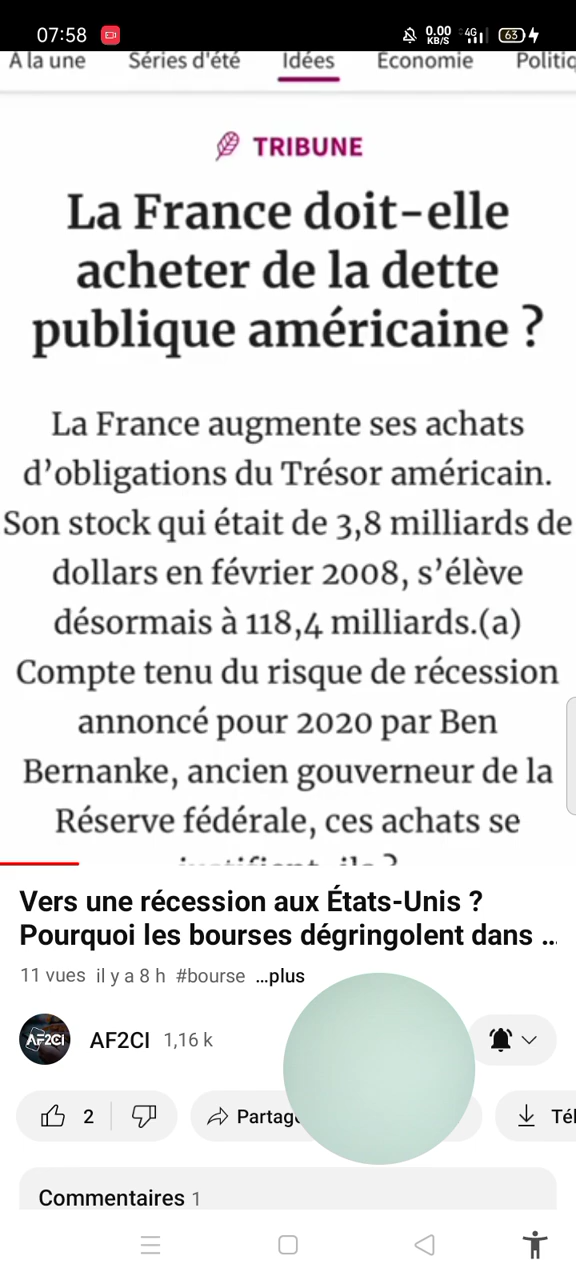 07:58
0.00
KB/S
4G
63
À la une Séries d'été Idées Économie
TRIBUNE
La France doit-elle
acheter de la dette
publique américaine ?
La France augmente ses achats
d'obligations du Trésor américain.
Son stock qui était de 3,8 milliards de
dollars en février 2008, s'élève
désormais à 118,4 milliards.(a)
Compte tenu du risque de récession
annoncé pour 2020 par Ben
Bernanke, ancien gouverneur de la
Réserve fédérale, ces achats se
Vers une récession aux États-Unis ?
Pourquoi les bourses dégringolent dans ...
11 vues il y a 8 h #bourse ...plus
AF2CI
AF2CI 1,16 k
2
Commentaires 1